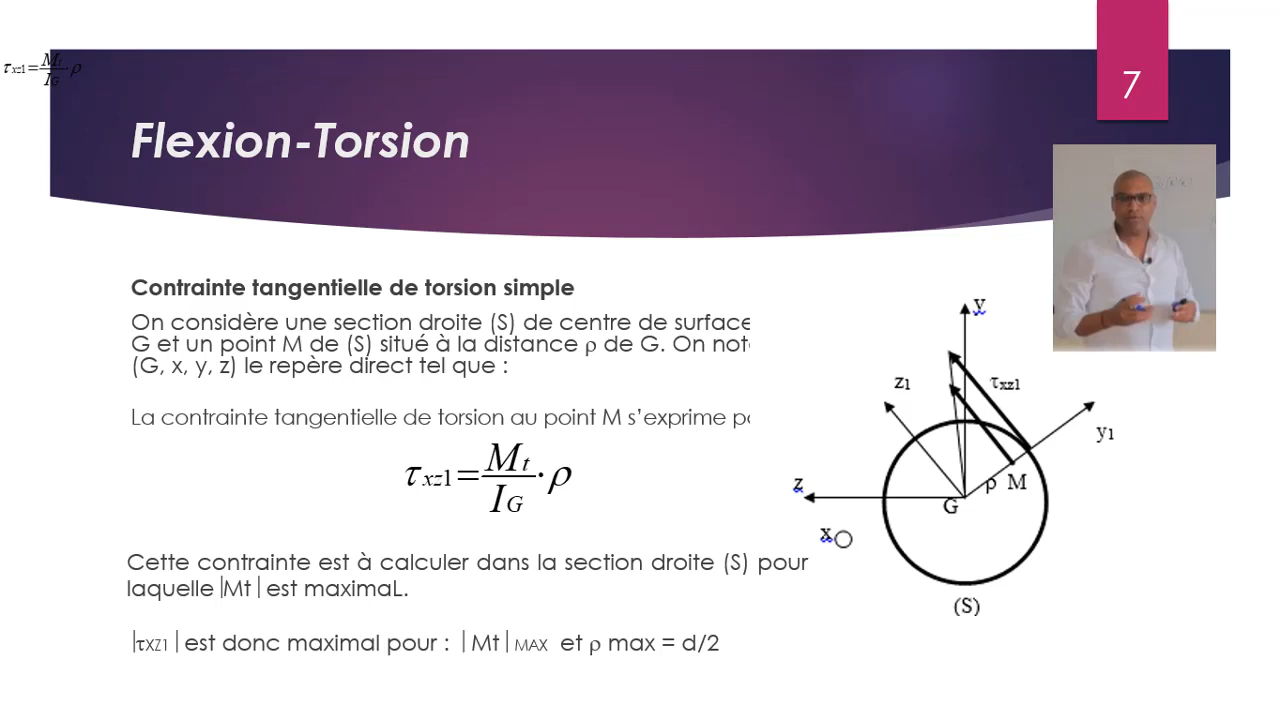 7
τxz1=Mt/IG·ρ
Flexion-Torsion
Contrainte tangentielle de torsion simple
On considère une section droite (S) de centre de surface
G et un point M de (S) situé à la distance ρ de G. On not
(G, x, y, z) le repère direct tel que :
La contrainte tangentielle de torsion au point M s'exprime p
τxz1=Mt/IG·ρ
Cette contrainte est à calculer dans la section droite (S) pour
laquelle |Mt| est maximaL.
|τXZ1| est donc maximal pour : |Mt| MAX et ρ max = d/2
y
z1
τxz1
y1
z
ρ M
G
x
(S)